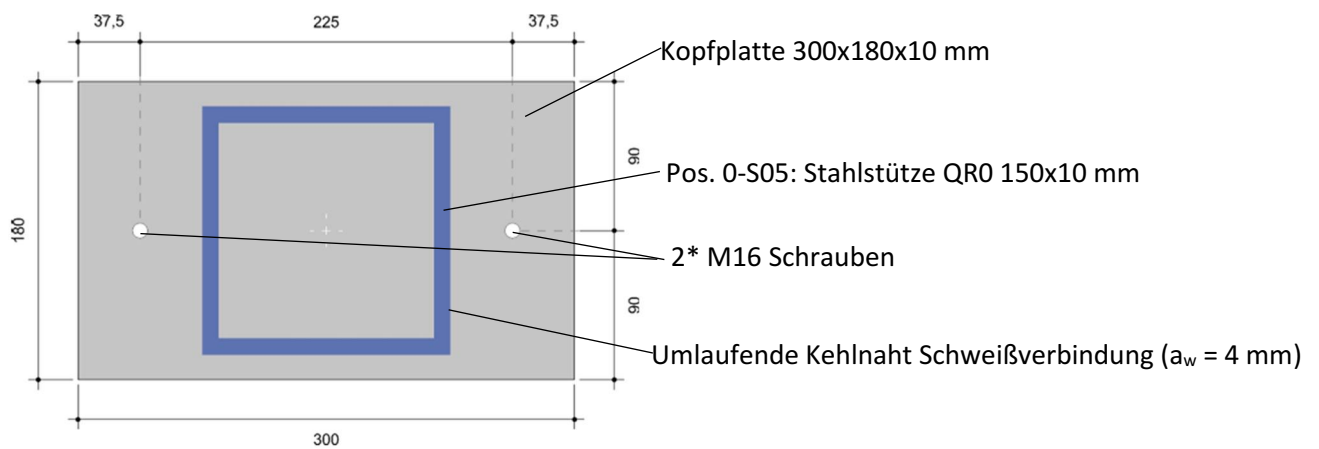 37,5 225 37,5
Kopfplatte 300x180x10 mm
90
Pos. 0-S05: Stahlstütze QR0 150x10 mm
180
2* M16 Schrauben
90
Umlaufende Kehlnaht Schweißverbindung (aw = 4 mm)
300